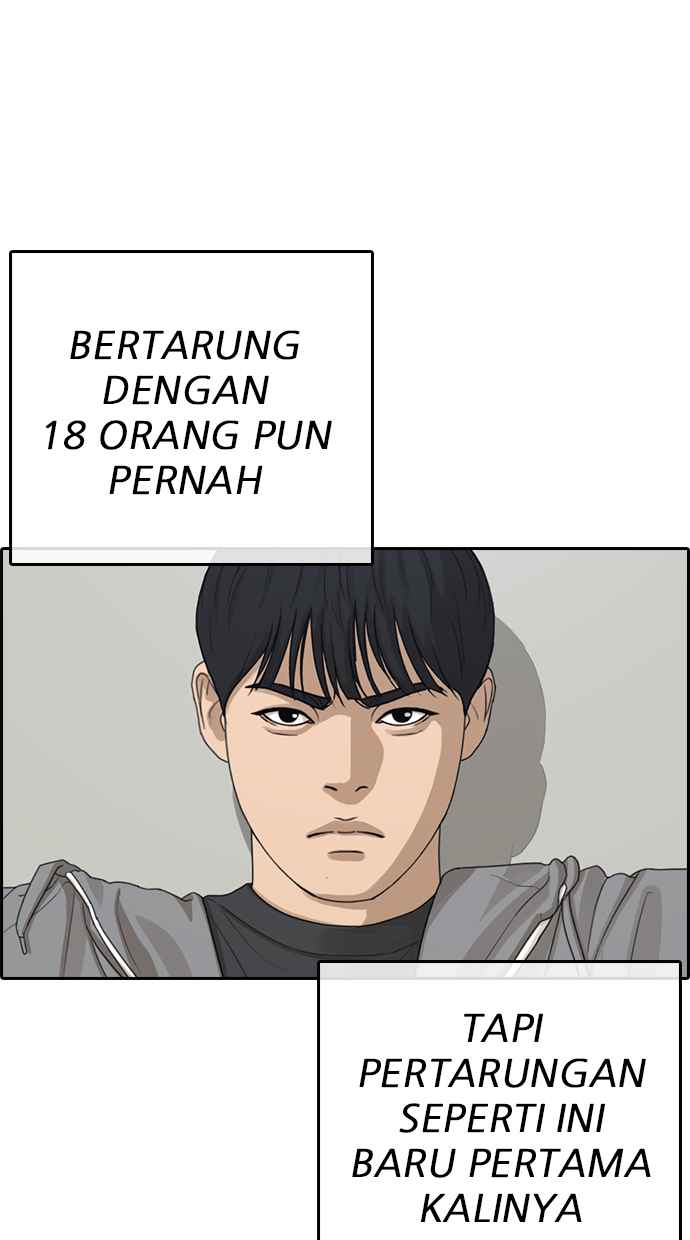 BERTARUNG
DENGAN
18 ORANG PUN
PERNAH
TAPI
PERTARUNGAN
SEPERTI INI
BARU PERTAMA
KALINYA